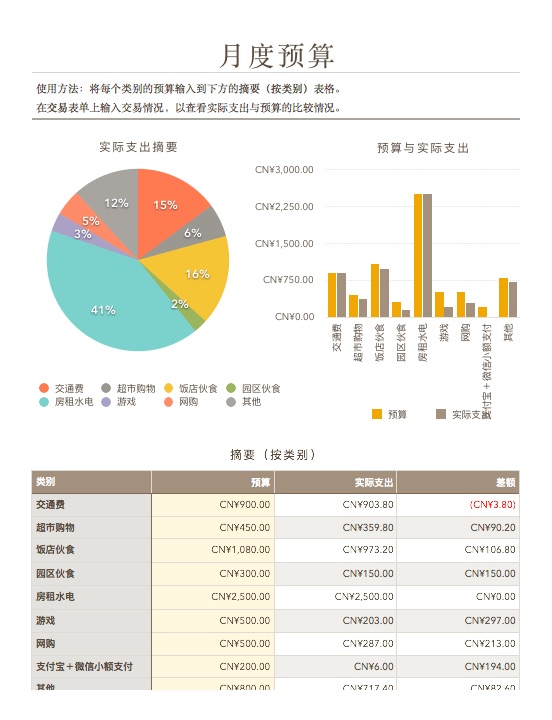 月度预算
使用方法：将每个类别的预算输入到下方的摘要（按类别）表格。
在交易表单上输入交易情况，以查看实际支出与预算的比较情况。
实际支出摘要
12%
15%
5%
3%
6%
16%
2%
41%
交通费 超市购物 饭店伙食 园区伙食
房租水电 游戏 网购 其他
预算与实际支出
CN¥3,000.00
CN¥2,250.00
CN¥1,500.00
CN¥750.00
CN¥0.00
交通费
超市购物
饭店伙食
园区伙食
房租水电
游戏
网购
支付宝＋微信小额支付
其他
预算 实际支出
摘要（按类别）
类别 预算 实际支出 差额
交通费 CN¥900.00 CN¥903.80 (CN¥3.80)
超市购物 CN¥450.00 CN¥359.80 CN¥90.20
饭店伙食 CN¥1,080.00 CN¥973.20 CN¥106.80
园区伙食 CN¥300.00 CN¥150.00 CN¥150.00
房租水电 CN¥2,500.00 CN¥2,500.00 CN¥0.00
游戏 CN¥500.00 CN¥203.00 CN¥297.00
网购 CN¥500.00 CN¥287.00 CN¥213.00
支付宝＋微信小额支付 CN¥200.00 CN¥6.00 CN¥194.00
其他 CN¥800.00 CN¥717.40 CN¥82.60